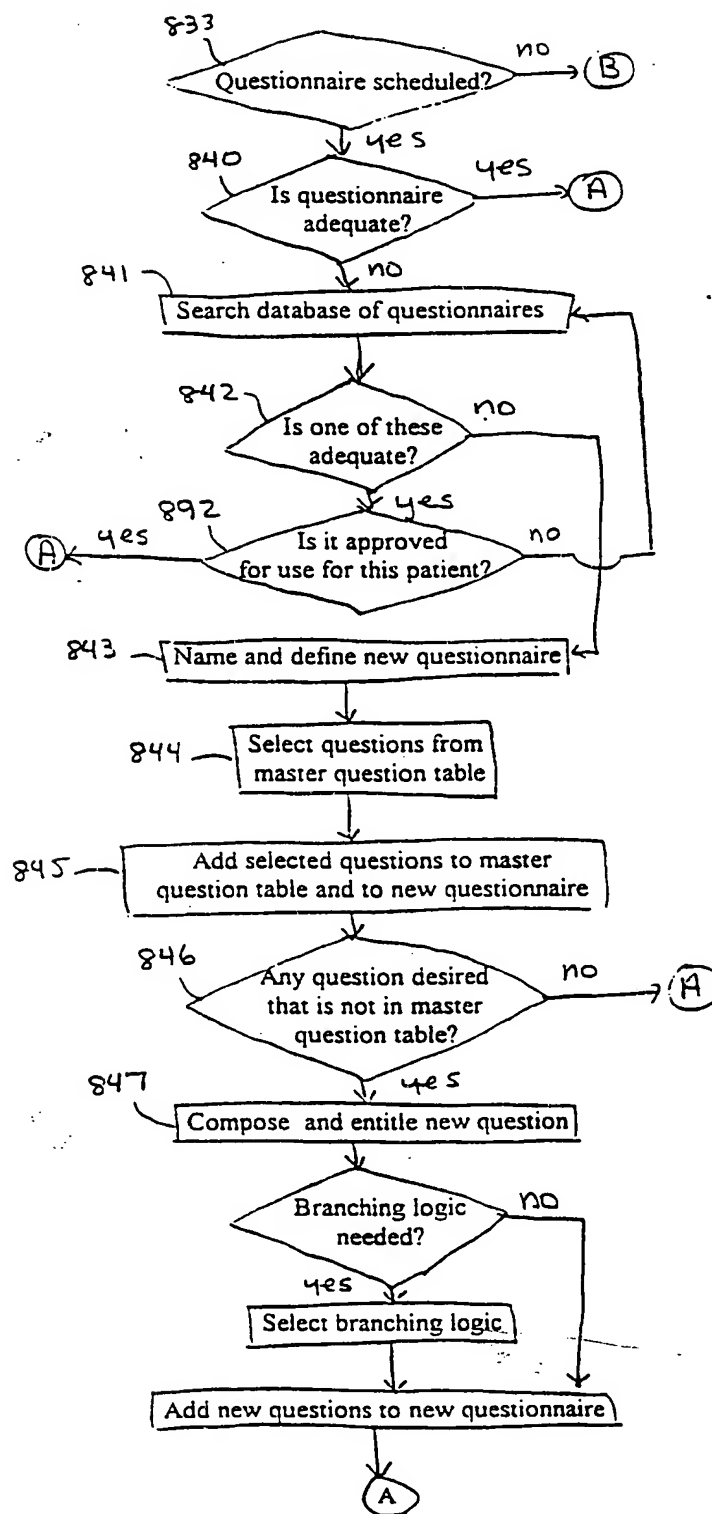 833
Questionnaire scheduled?
no
B
yes
840
Is questionnaire
adequate?
yes
A
no
841
Search database of questionnaires
842
Is one of these
adequate?
no
yes
892
Is it approved
for use for this patient?
yes
A
no
843
Name and define new questionnaire
844
Select questions from
master question table
845
Add selected questions to master
question table and to new questionnaire
846
Any question desired
that is not in master
question table?
no
A
yes
847
Compose and entitle new question
Branching logic
needed?
no
yes
Select branching logic
Add new questions to new questionnaire
A